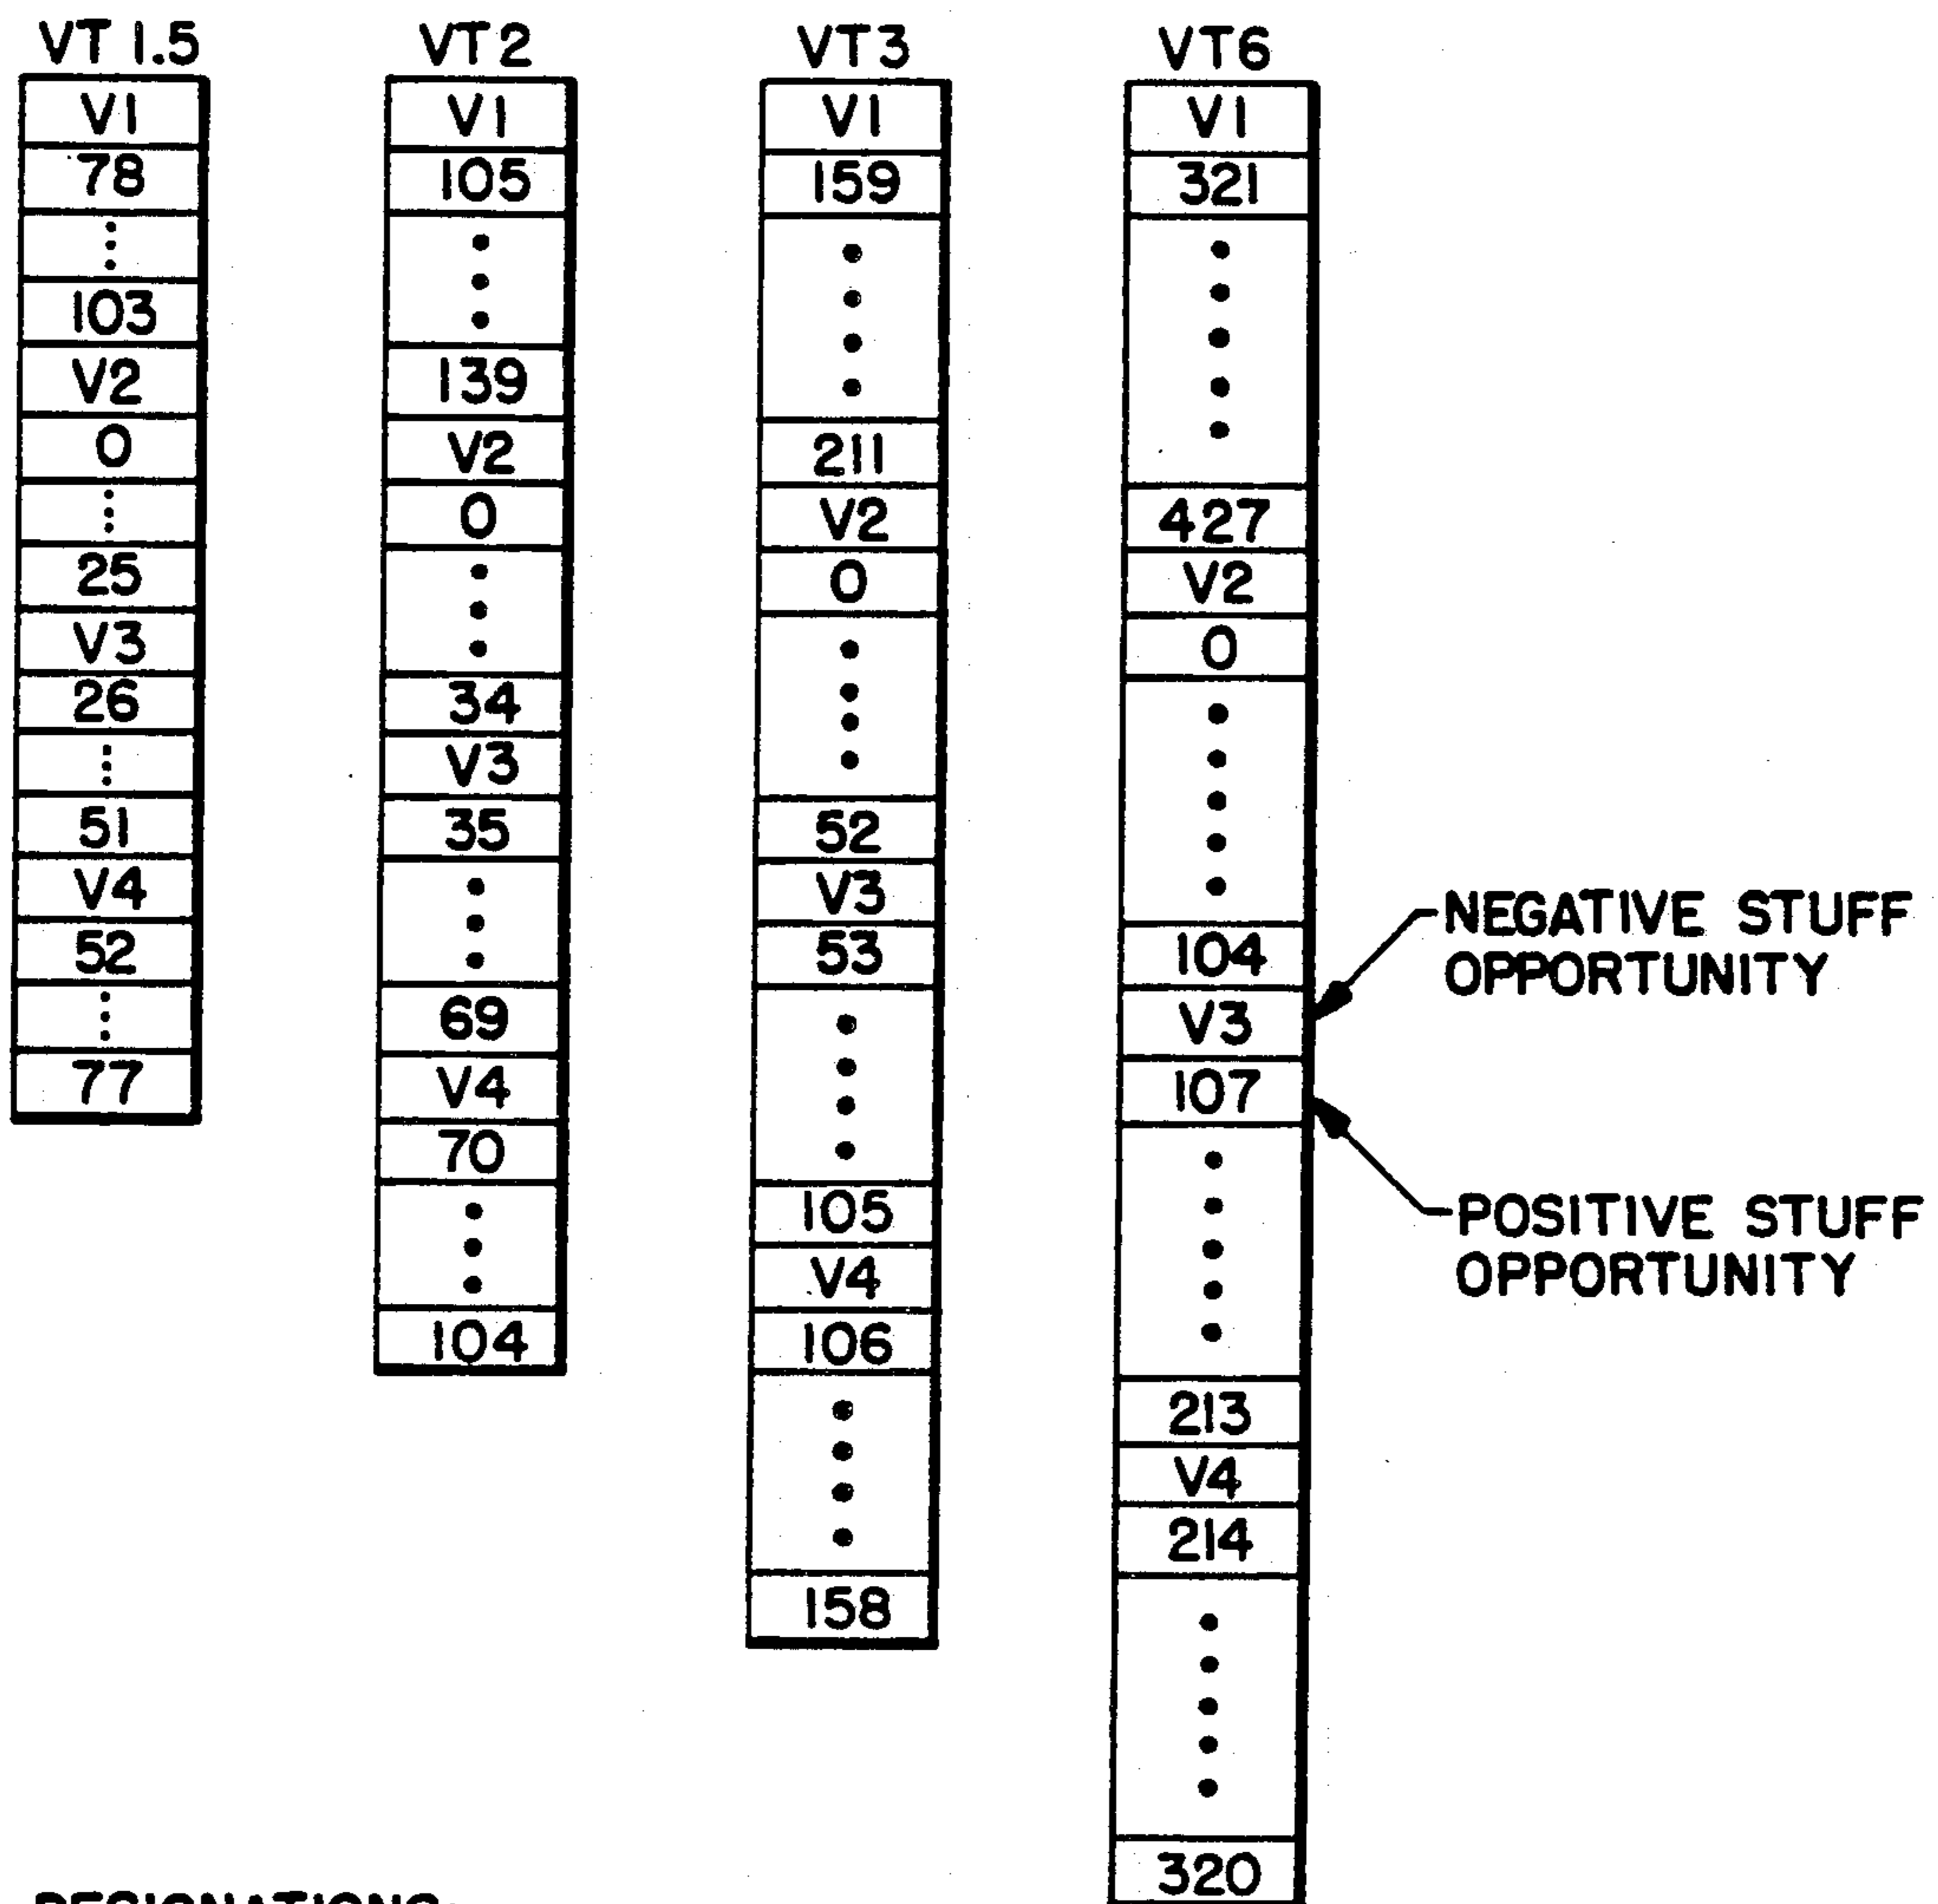 VT 1.5
V1
78
103
V2
0
25
V3
26
51
V4
52
77
VT2
V1
105
139
V2
0
34
V3
35
69
V4
70
104
VT3
V1
159
211
V2
0
52
V3
53
105
V4
106
158
VT6
V1
321
427
V2
0
104
V3
107
213
V4
214
320
NEGATIVE STUFF
OPPORTUNITY
POSITIVE STUFF
OPPORTUNITY